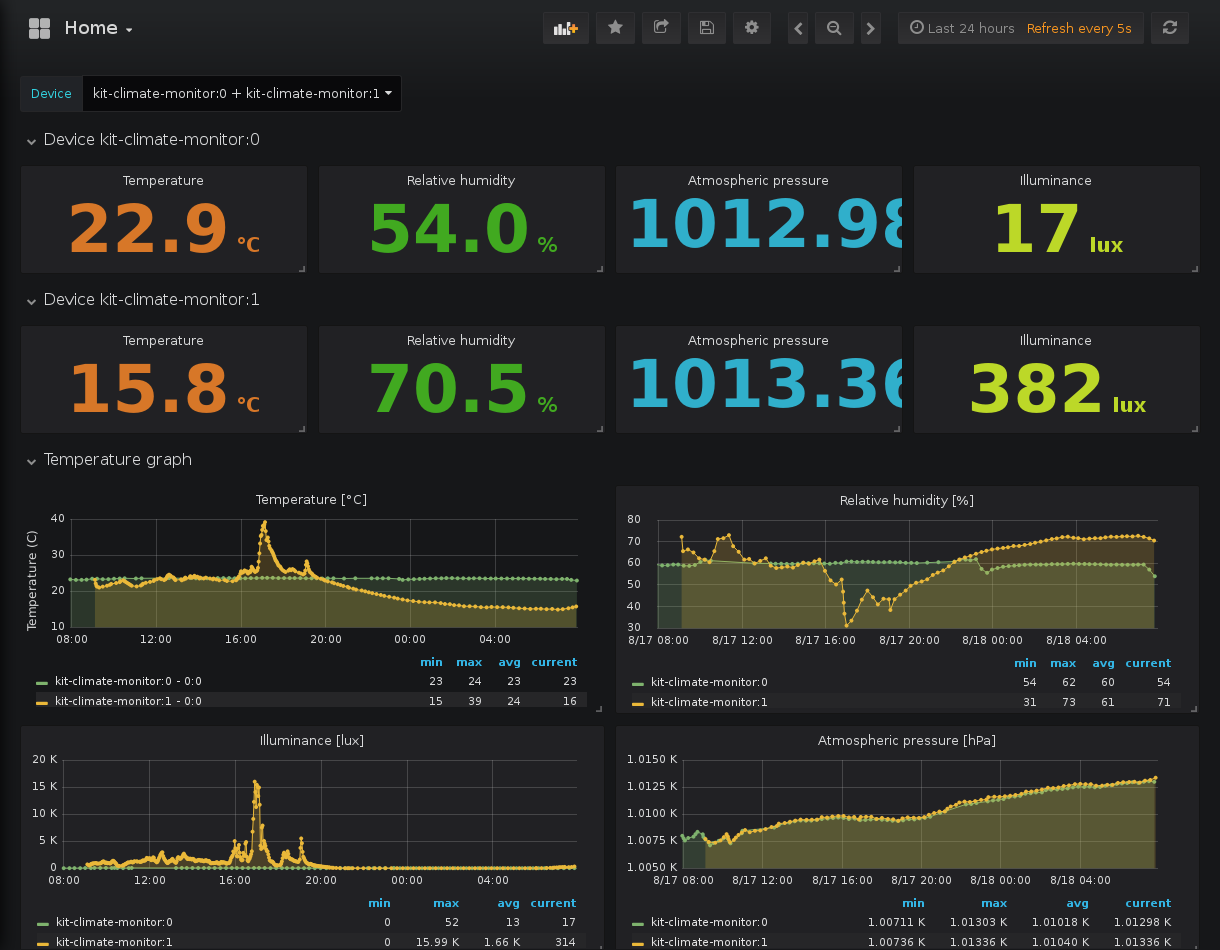 Home
Last 24 hours Refresh every 5s
Device kit-climate-monitor:0 + kit-climate-monitor:1
Device kit-climate-monitor:0
Temperature
22.9 °C
Relative humidity
54.0 %
Atmospheric pressure
1012.98
Illuminance
17 lux
Device kit-climate-monitor:1
Temperature
15.8 °C
Relative humidity
70.5 %
Atmospheric pressure
1013.36
Illuminance
382 lux
Temperature graph
Temperature [°C]
Temperature (C)
40
30
20
10
08:00 12:00 16:00 20:00 00:00 04:00
min max avg current
kit-climate-monitor:0 - 0:0 23 24 23 23
kit-climate-monitor:1 - 0:0 15 39 24 16
Relative humidity [%]
80
70
60
50
40
30
8/17 08:00 8/17 12:00 8/17 16:00 8/17 20:00 8/18 00:00 8/18 04:00
min max avg current
kit-climate-monitor:0 54 62 60 54
kit-climate-monitor:1 31 73 61 71
Illuminance [lux]
20 K
15 K
10 K
5 K
0
08:00 12:00 16:00 20:00 00:00 04:00
min max avg current
kit-climate-monitor:0 0 52 13 17
kit-climate-monitor:1 0 15.99 K 1.66 K 314
Atmospheric pressure [hPa]
1.0150 K
1.0125 K
1.0100 K
1.0075 K
1.0050 K
8/17 08:00 8/17 12:00 8/17 16:00 8/17 20:00 8/18 00:00 8/18 04:00
min max avg current
kit-climate-monitor:0 1.00711 K 1.01303 K 1.01018 K 1.01298 K
kit-climate-monitor:1 1.00736 K 1.01336 K 1.01040 K 1.01336 K